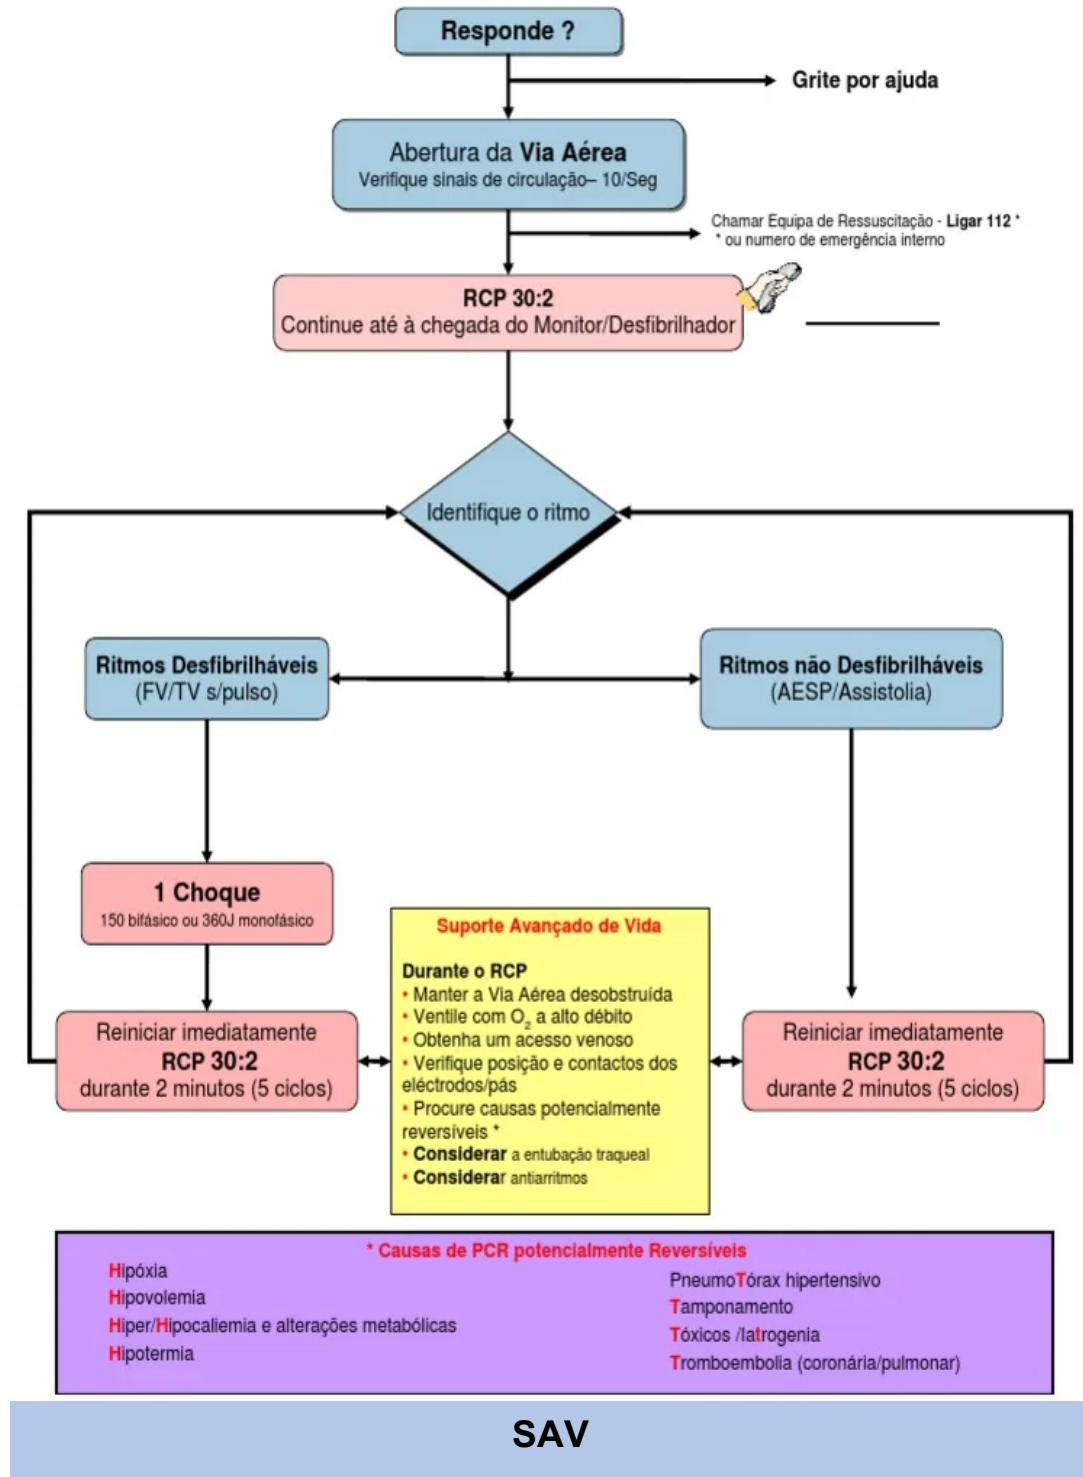 Responde ?
Grite por ajuda
Abertura da Via Aérea
Verifique sinais de circulação– 10/Seg
Chamar Equipa de Ressuscitação - Ligar 112 *
* ou numero de emergência interno
RCP 30:2
Continue até à chegada do Monitor/Desfibrilhador
Identifique o ritmo
Ritmos Desfibrilháveis
(FV/TV s/pulso)
Ritmos não Desfibrilháveis
(AESP/Assistolia)
1 Choque
150 bifásico ou 360J monofásico
Reiniciar imediatamente
RCP 30:2
durante 2 minutos (5 ciclos)
Suporte Avançado de Vida
Durante o RCP
• Manter a Via Aérea desobstruída
• Ventile com O2 a alto débito
• Obtenha um acesso venoso
• Verifique posição e contactos dos
eléctrodos/pás
• Procure causas potencialmente
reversíveis *
• Considerar a entubação traqueal
• Considerar antiarritmos
Reiniciar imediatamente
RCP 30:2
durante 2 minutos (5 ciclos)
* Causas de PCR potencialmente Reversíveis
Hipóxia
Hipovolemia
Hiper/Hipocaliemia e alterações metabólicas
Hipotermia
PneumoTórax hipertensivo
Tamponamento
Tóxicos /Iatrogenia
Tromboembolia (coronária/pulmonar)
SAV